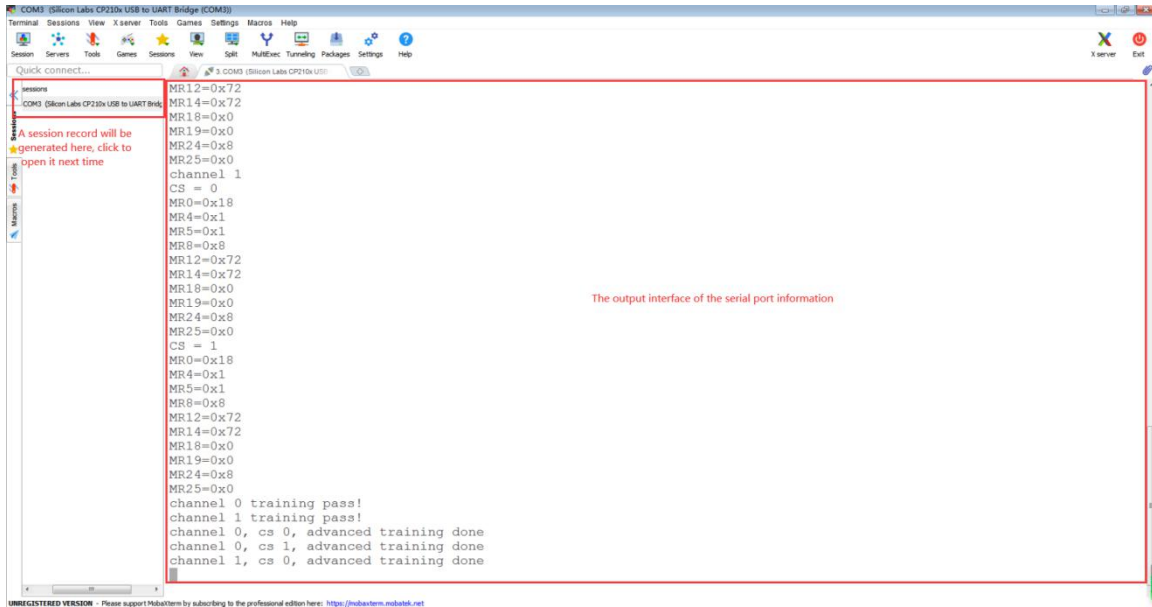 COM3 (Silicon Labs CP210x USB to UART Bridge (COM3))
Terminal Sessions View X server Tools Games Settings Macros Help
Session Servers Tools Games Sessions View Split MultiExec Tunneling Packages Settings Help X server Exit
Quick connect...
3. COM3 (Silicon Labs CP210x USB
sessions
COM3 (Silicon Labs CP210x USB to UART Bridg
A session record will be
generated here, click to
open it next time
Sessions
Tools
Macros
MR12=0x72
MR14=0x72
MR18=0x0
MR19=0x0
MR24=0x8
MR25=0x0
channel 1
CS = 0
MR0=0x18
MR4=0x1
MR5=0x1
MR8=0x8
MR12=0x72
MR14=0x72
MR18=0x0
MR19=0x0
MR24=0x8
MR25=0x0
CS = 1
MR0=0x18
MR4=0x1
MR5=0x1
MR8=0x8
MR12=0x72
MR14=0x72
MR18=0x0
MR19=0x0
MR24=0x8
MR25=0x0
channel 0 training pass!
channel 1 training pass!
channel 0, cs 0, advanced training done
channel 0, cs 1, advanced training done
channel 1, cs 0, advanced training done
The output interface of the serial port information
UNREGISTERED VERSION - Please support MobaXterm by subscribing to the professional edition here: https://mobaxterm.mobatek.net